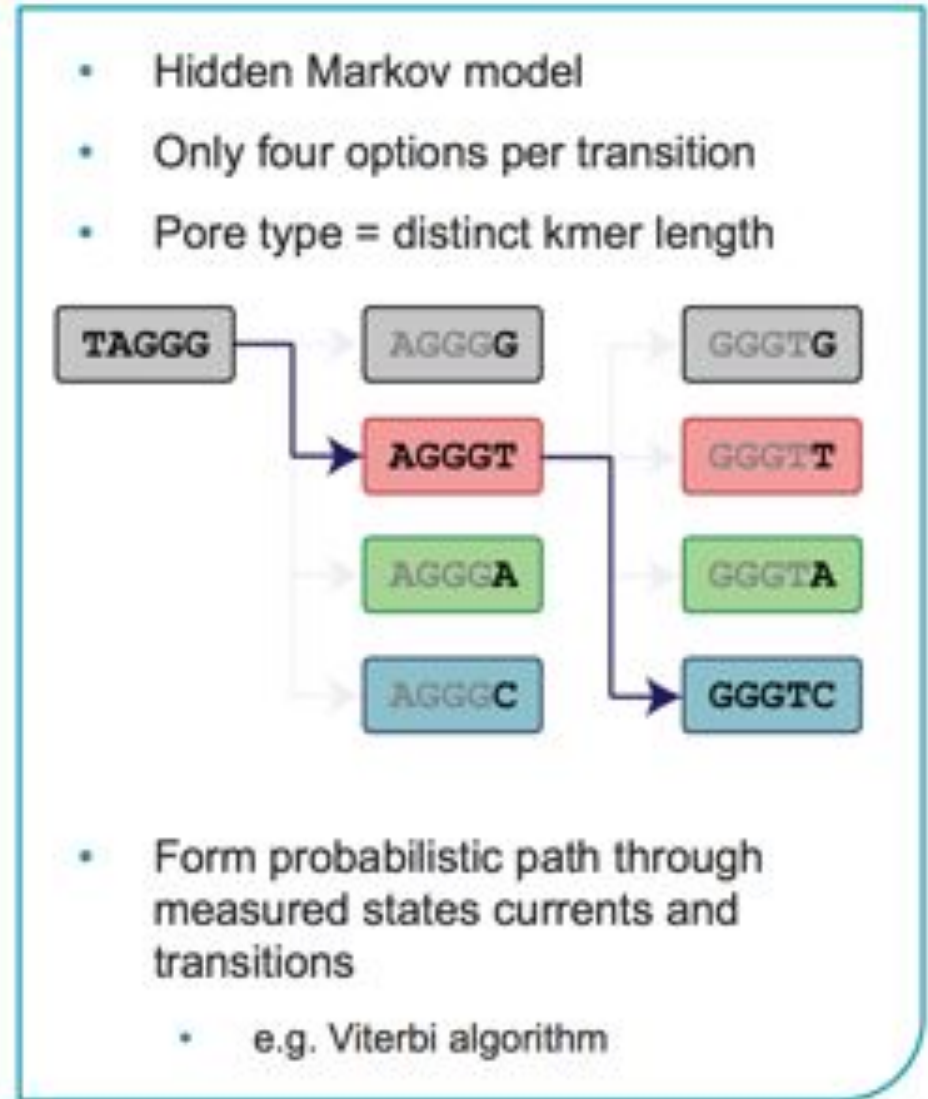 • Hidden Markov model
• Only four options per transition
• Pore type = distinct kmer length
TAGGG AGGGG GGGTG
AGGGT GGGTT
AGGGA GGGTA
AGGGC GGGTC
• Form probabilistic path through
measured states currents and
transitions
• e.g. Viterbi algorithm